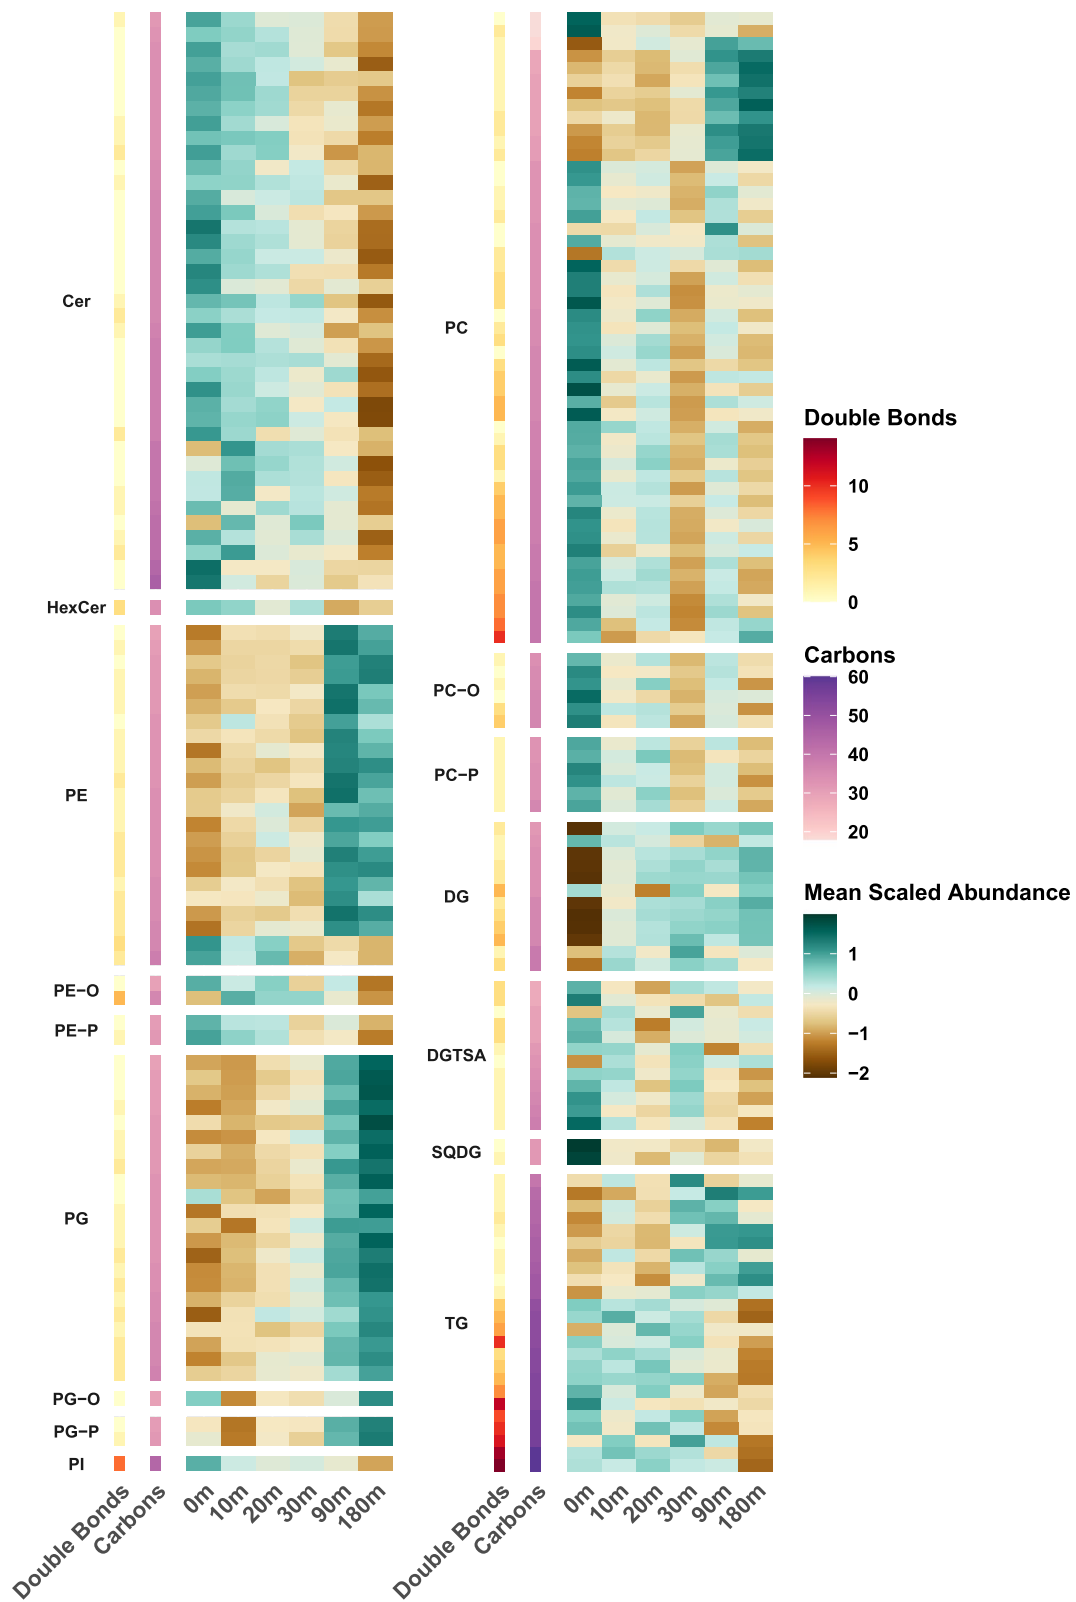 Cer
HexCer
PE
PE−O
PE−P
PG
PG−O
PG−P
PI
Double Bonds
Carbons
0m
10m
20m
30m
90m
180m
PC
PC−O
PC−P
DG
DGTSA
SQDG
TG
Double Bonds
Carbons
0m
10m
20m
30m
90m
180m
Double Bonds
10
5
0
Carbons
60
50
40
30
20
Mean Scaled Abundance
1
0
−1
−2